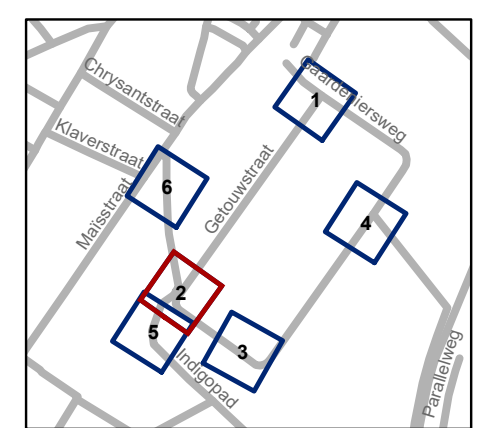 Gaardeniersweg
1
Chrysantstraat
Klaverstraat
6
Getouwstraat
Maïsstraat
4
2
5
3
Indigopad
Parallelweg